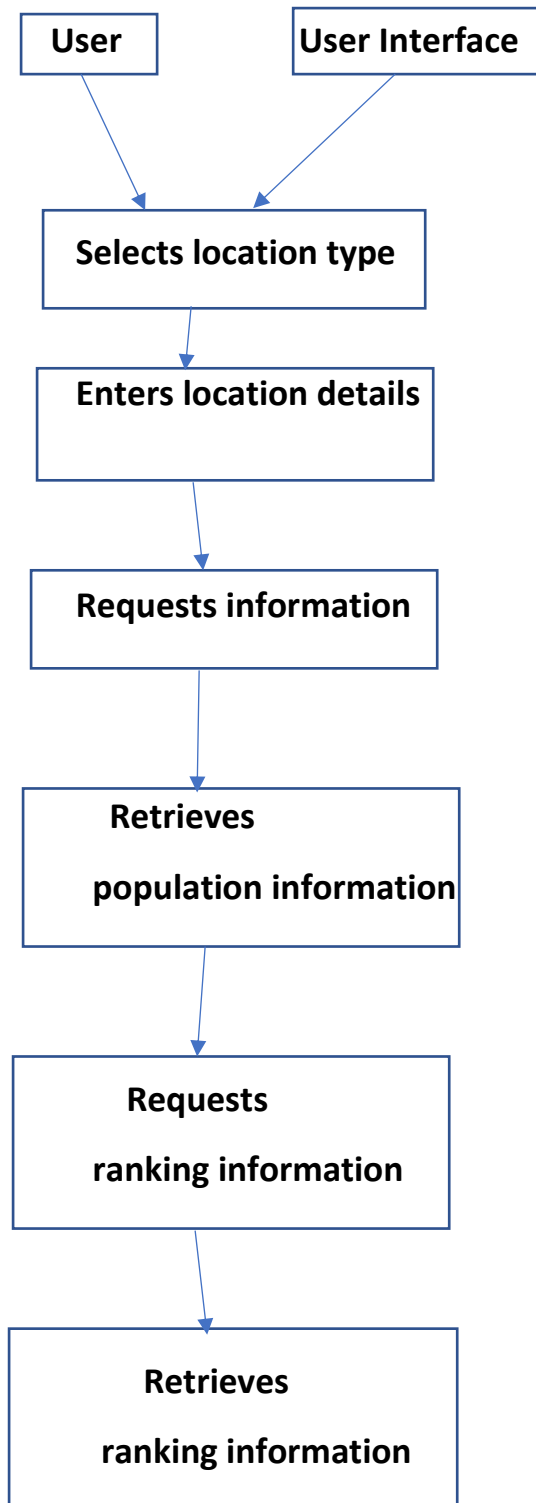 User
User Interface
Selects location type
Enters location details
Requests information
Retrieves
population information
Requests
ranking information
Retrieves
ranking information